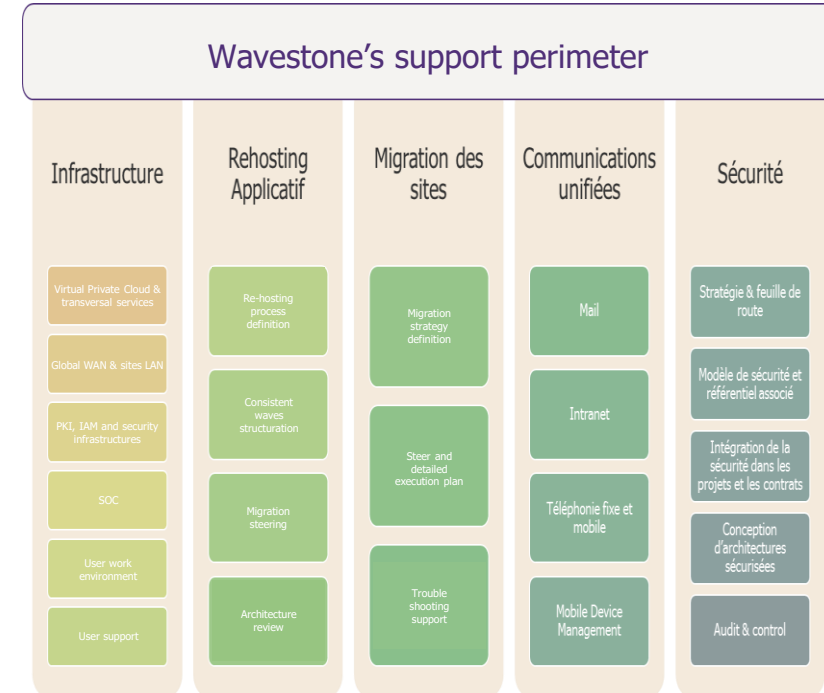 Wavestone's support perimeter
Infrastructure
Virtual Private Cloud &
transversal services
Global WAN & sites LAN
PKI, IAM and security
infrastructures
SOC
User work
environment
User support
Rehosting
Applicatif
Re-hosting
process
definition
Consistent
waves
structuration
Migration
steering
Architecture
review
Migration des
sites
Migration
strategy
definition
Steer and
detailed
execution plan
Trouble
shooting
support
Communications
unifiées
Mail
Intranet
Téléphonie fixe et
mobile
Mobile Device
Management
Sécurité
Stratégie & feuille de
route
Modèle de sécurité et
référentiel associé
Intégration de la
sécurité dans les
projets et les contrats
Conception
d'architectures
sécurisées
Audit & control